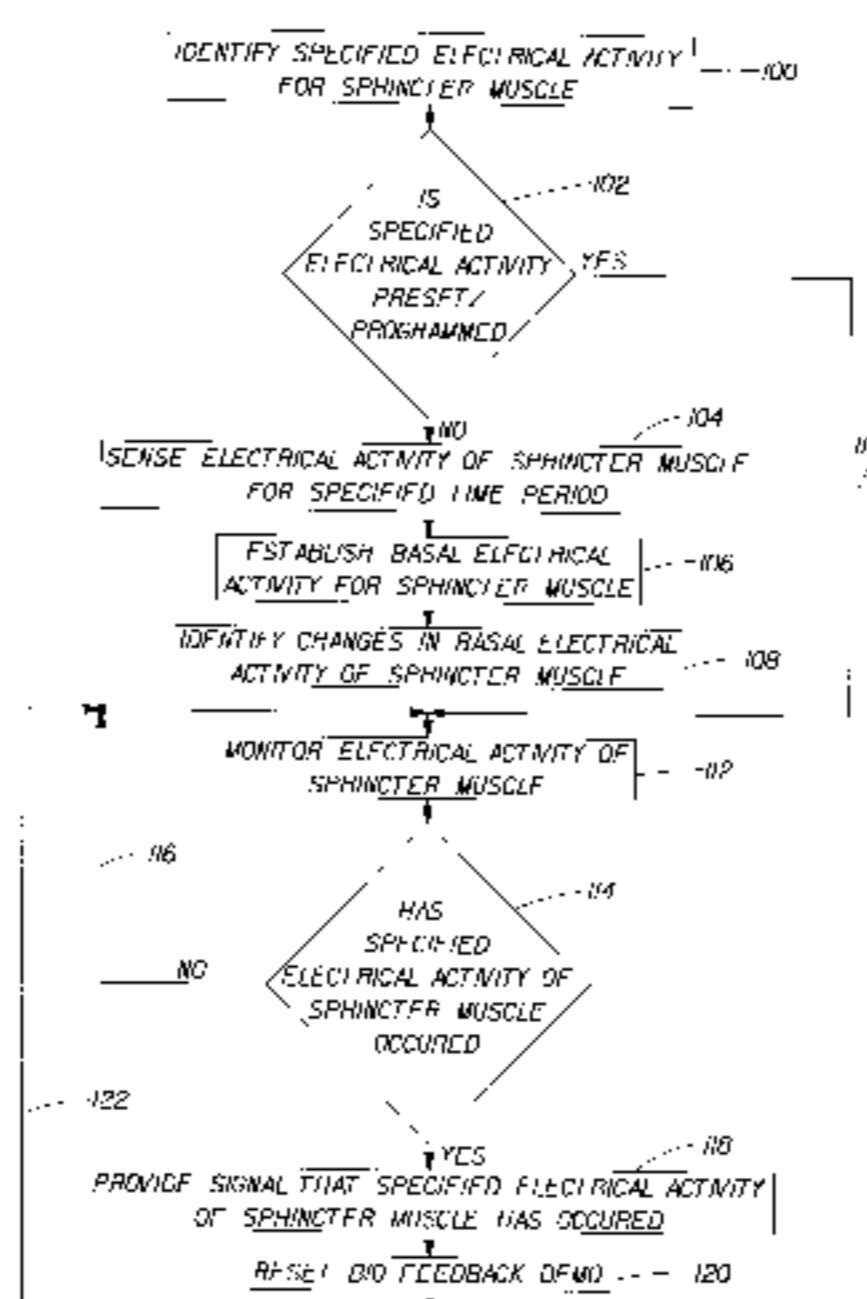 IDENTIFY SPECIFIED ELECTRICAL ACTIVITY
FOR SPHINCTER MUSCLE
100
102
IS
SPECIFIED
ELECTRICAL ACTIVITY
PRESET/
PROGRAMMED
YES
NO
104
SENSE ELECTRICAL ACTIVITY OF SPHINCTER MUSCLE
FOR SPECIFIED TIME PERIOD
ESTABLISH BASAL ELECTRICAL
ACTIVITY FOR SPHINCTER MUSCLE
106
IDENTIFY CHANGES IN BASAL ELECTRICAL
ACTIVITY OF SPHINCTER MUSCLE
108
MONITOR ELECTRICAL ACTIVITY OF
SPHINCTER MUSCLE
112
116
114
HAS
SPECIFIED
ELECTRICAL ACTIVITY OF
SPHINCTER MUSCLE
OCCURED
NO
122
YES
118
PROVIDE SIGNAL THAT SPECIFIED ELECTRICAL ACTIVITY
OF SPHINCTER MUSCLE HAS OCCURED
RESET BIO FEEDBACK DEMO
120